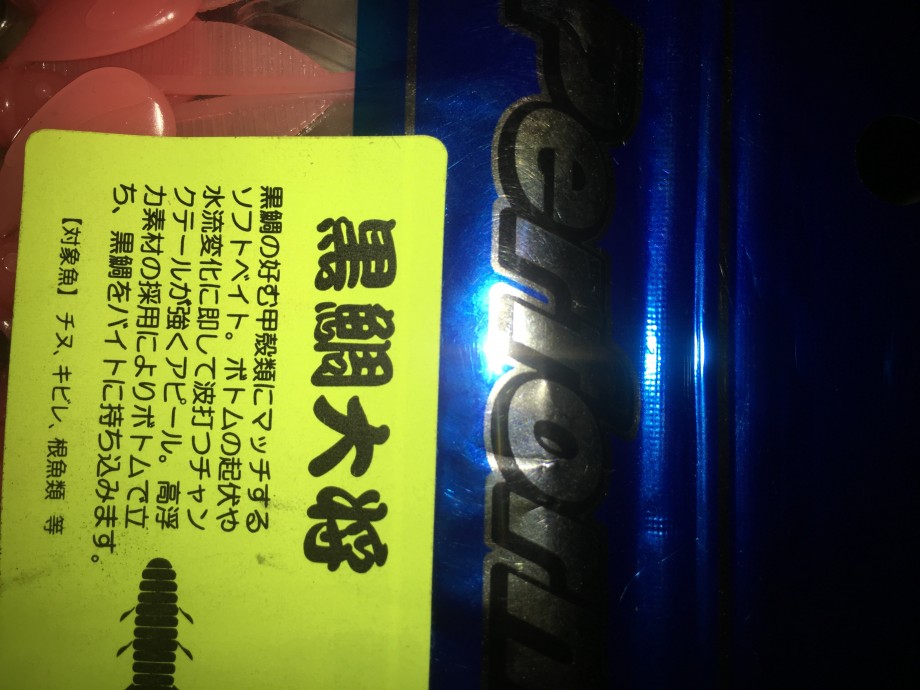 黒鯛大将
黒鯛の好む甲殻類にマッチする
ソフトベイト。ボトムの起伏や
水流変化に即して波打つチャン
クテールが強くアピール。高浮
力素材の採用によりボトムで立
ち、黒鯛をバイトに持ち込みます。
【対象魚】 チヌ、キビレ、根魚類 等